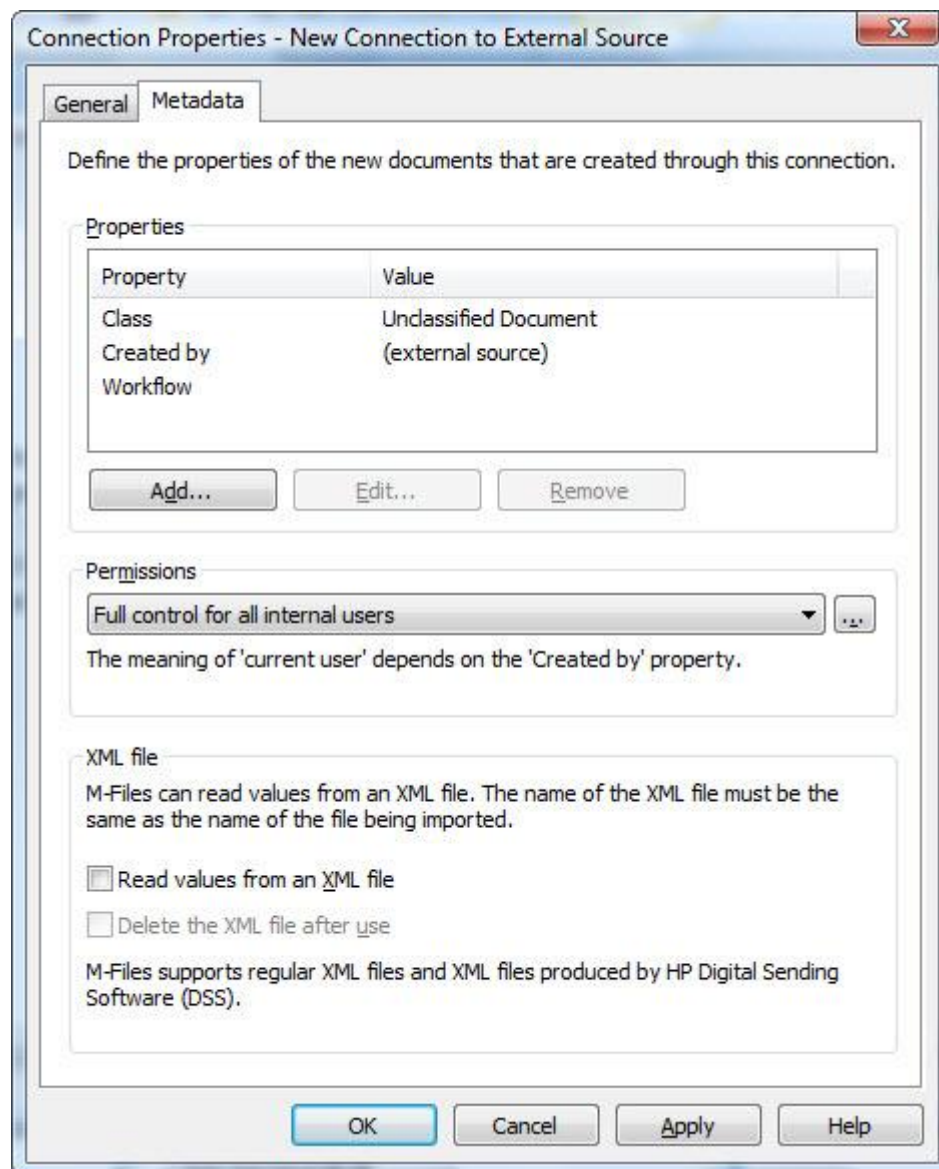 Connection Properties - New Connection to External Source
General Metadata
Define the properties of the new documents that are created through this connection.
Properties
Property Value
Class Unclassified Document
Created by (external source)
Workflow
Add... Edit... Remove
Permissions
Full control for all internal users ...
The meaning of 'current user' depends on the 'Created by' property.
XML file
M-Files can read values from an XML file. The name of the XML file must be the
same as the name of the file being imported.
Read values from an XML file
Delete the XML file after use
M-Files supports regular XML files and XML files produced by HP Digital Sending
Software (DSS).
OK Cancel Apply Help